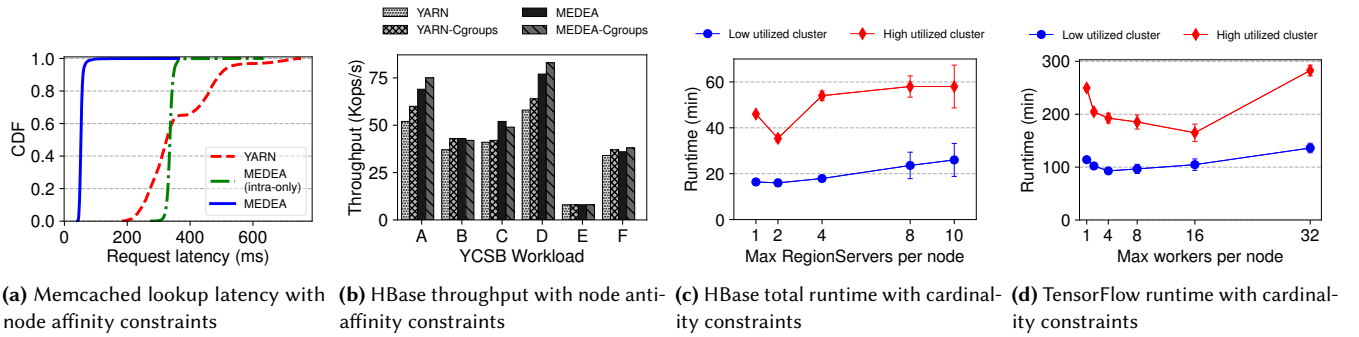 1.0
0.8
0.6
0.4
0.2
0.0
CDF
YARN
MEDEA
(intra-only)
MEDEA
0 200 400 600
Request latency (ms)
(a) Memcached lookup latency with
node affinity constraints
YARN
YARN-Cgroups
MEDEA
MEDEA-Cgroups
75
50
25
0
Throughput (Kops/s)
A B C D E F
YCSB Workload
(b) HBase throughput with node anti-
affinity constraints
Low utilized cluster High utilized cluster
60
40
20
0
Runtime (min)
1 2 4 8 10
Max RegionServers per node
(c) HBase total runtime with cardinal-
ity constraints
Low utilized cluster High utilized cluster
300
200
100
0
Runtime (min)
1 4 8 16 32
Max workers per node
(d) TensorFlow runtime with cardinal-
ity constraints